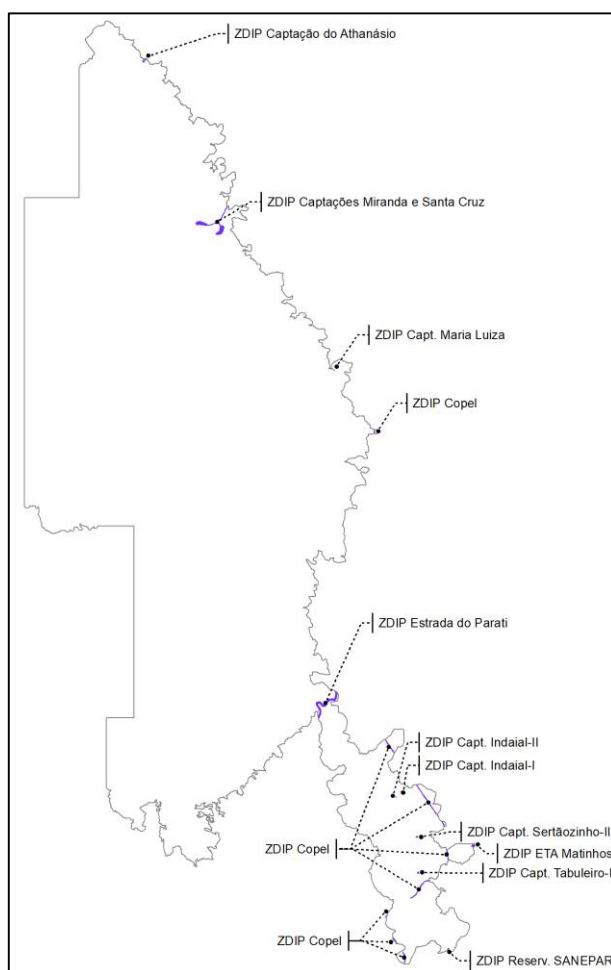 ZDIP Captação do Athanásio
ZDIP Captações Miranda e Santa Cruz
ZDIP Capt. Maria Luiza
ZDIP Copel
ZDIP Estrada do Parati
ZDIP Capt. Indaial-II
ZDIP Capt. Indaial-I
ZDIP Capt. Sertãozinho-II
ZDIP Copel
ZDIP ETA Matinhos
ZDIP Capt. Tabuleiro-I
ZDIP Copel
ZDIP Reserv. SANEPAR